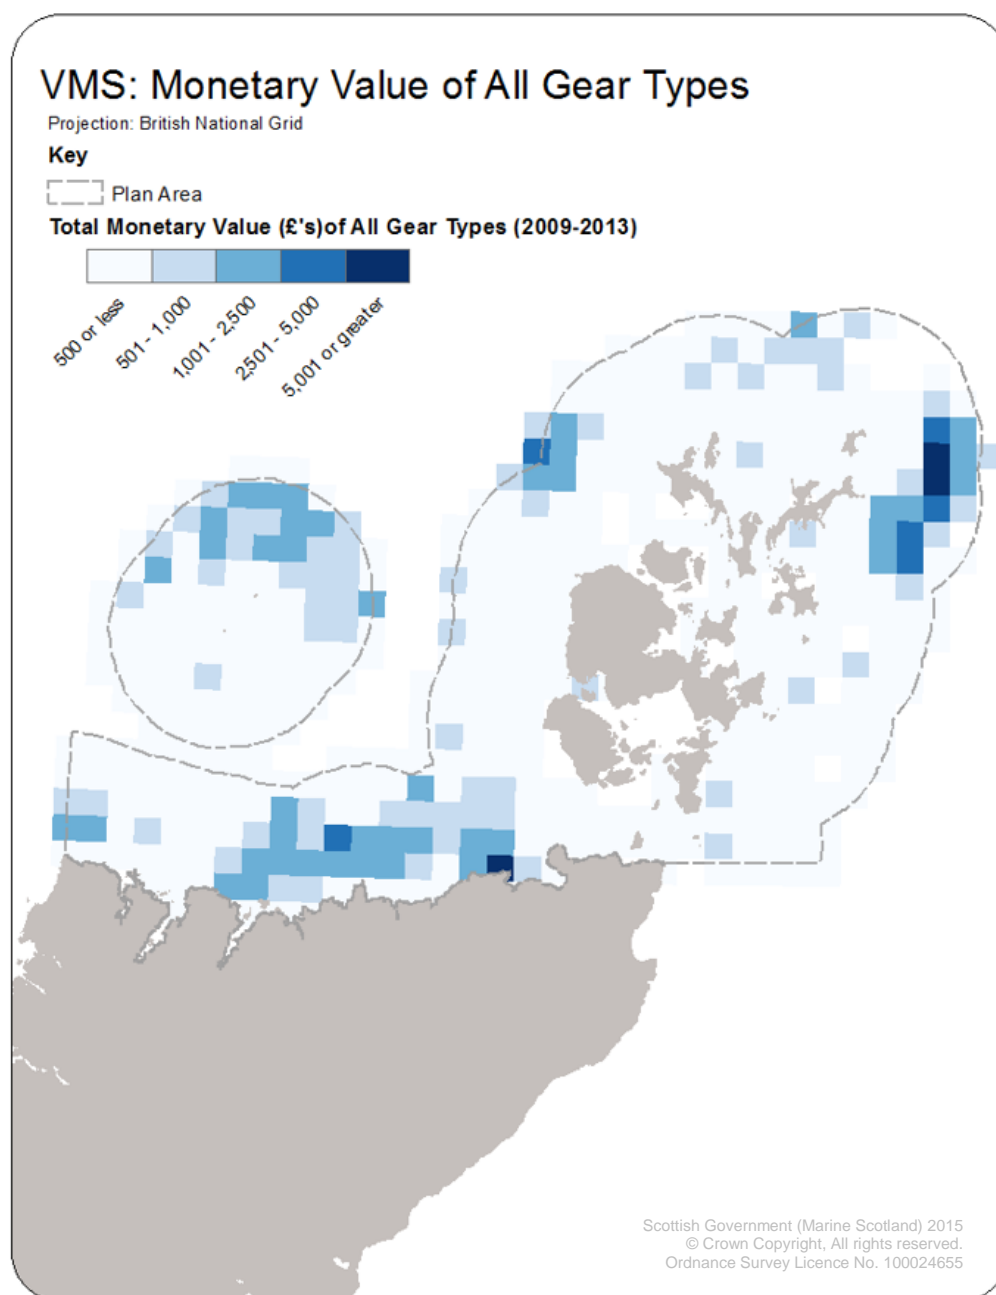 VMS: Monetary Value of All Gear Types
Projection: British National Grid
Key
Plan Area
Total Monetary Value (£'s)of All Gear Types (2009-2013)
500 or less
501 - 1,000
1,001 - 2,500
2,501 - 5,000
5,001 or greater
Scottish Government (Marine Scotland) 2015
© Crown Copyright, All rights reserved.
Ordnance Survey Licence No. 100024655